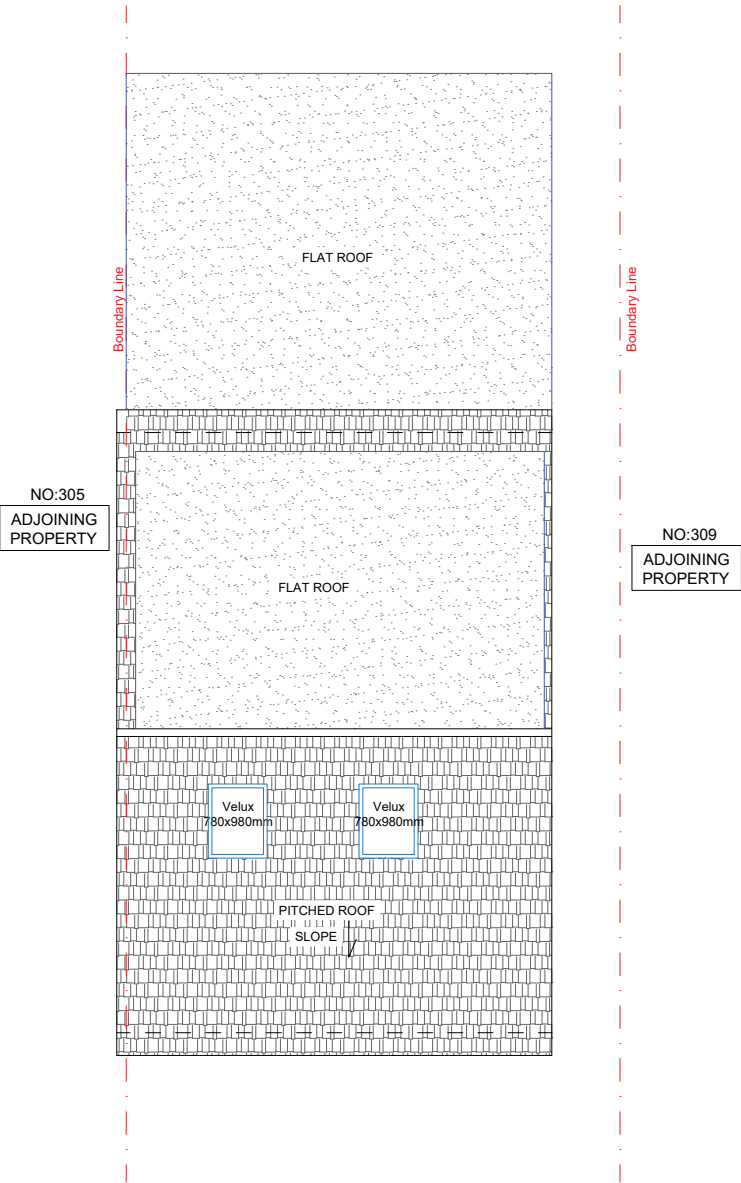 FLAT ROOF
Boundary Line
Boundary Line
NO:305
ADJOINING
PROPERTY
NO:309
ADJOINING
PROPERTY
FLAT ROOF
Velux
780x980mm
Velux
780x980mm
PITCHED ROOF
SLOPE